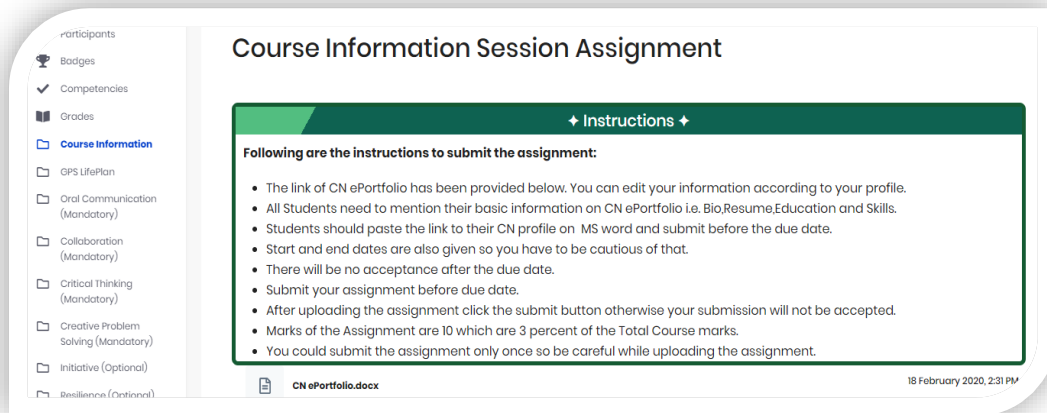 Participants
Badges
Competencies
Grades
Course Information
GPS LifePlan
Oral Communication
(Mandatory)
Collaboration
(Mandatory)
Critical Thinking
(Mandatory)
Creative Problem
Solving (Mandatory)
Initiative (Optional)
Resilience (Optional)
Course Information Session Assignment
✦ Instructions ✦
Following are the instructions to submit the assignment:
• The link of CN ePortfolio has been provided below. You can edit your information according to your profile.
• All Students need to mention their basic information on CN ePortfolio i.e. Bio,Resume,Education and Skills.
• Students should paste the link to their CN profile on MS word and submit before the due date.
• Start and end dates are also given so you have to be cautious of that.
• There will be no acceptance after the due date.
• Submit your assignment before due date.
• After uploading the assignment click the submit button otherwise your submission will not be accepted.
• Marks of the Assignment are 10 which are 3 percent of the Total Course marks.
• You could submit the assignment only once so be careful while uploading the assignment.
CN ePortfolio.docx
18 February 2020, 2:31 PM